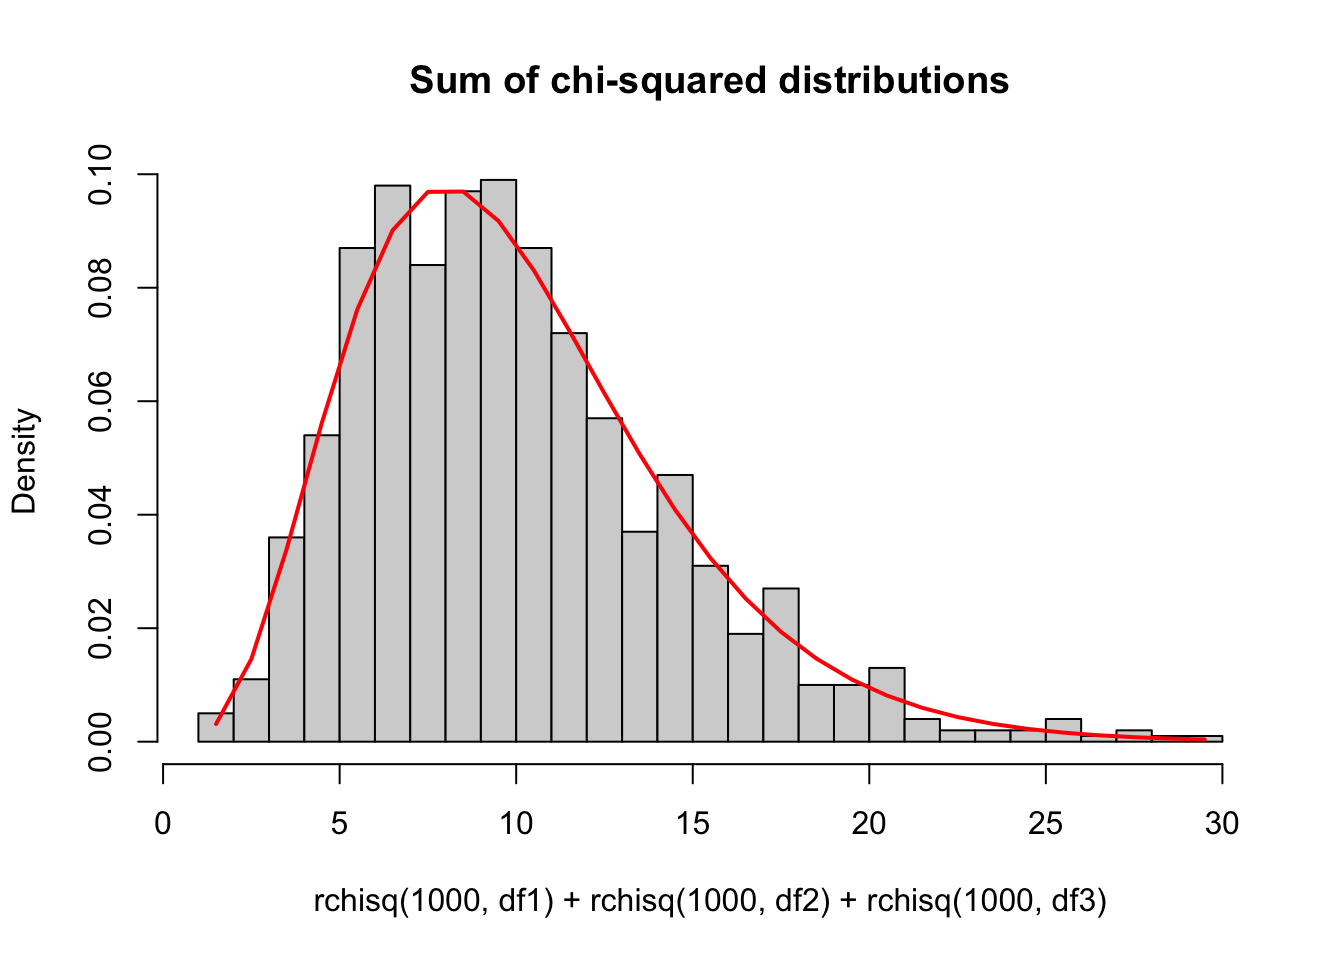 Sum of chi-squared distributions
Density
0.10
0.08
0.06
0.04
0.02
0.00
0 5 10 15 20 25 30
rchisq(1000, df1) + rchisq(1000, df2) + rchisq(1000, df3)